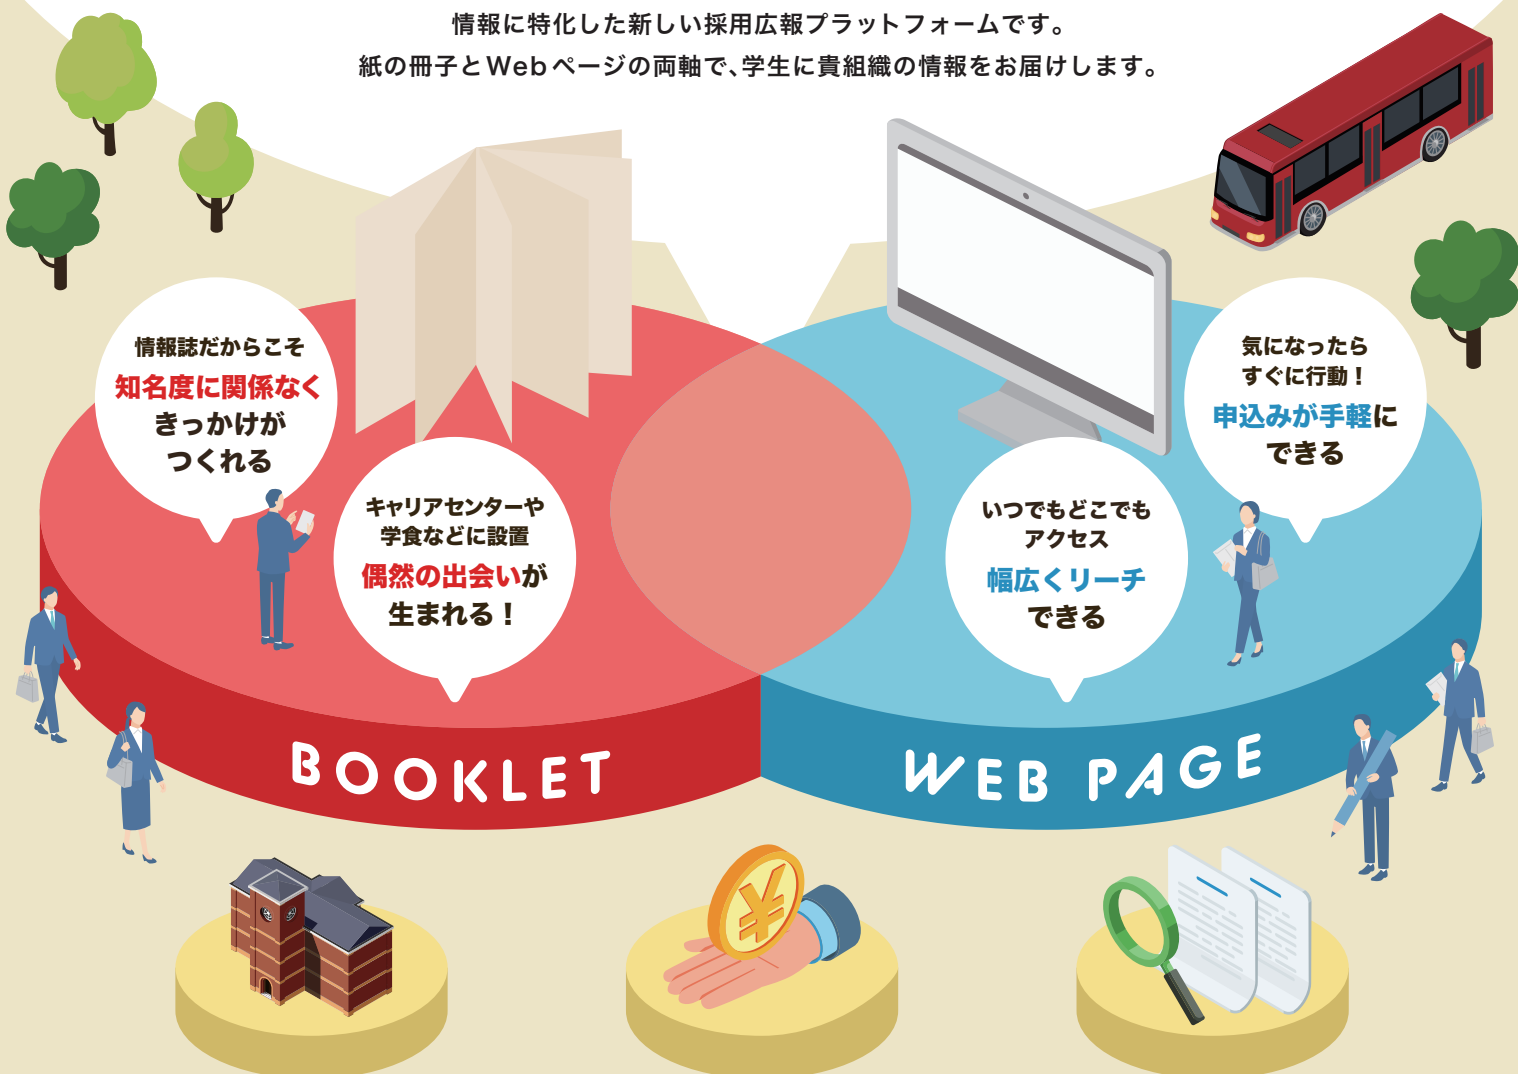 情報に特化した新しい採用広報プラットフォームです。
紙の冊子とWebページの両軸で、学生に貴組織の情報をお届けします。
情報誌だからこそ
知名度に関係なく
きっかけが
つくれる
キャリアセンターや
学食などに設置
偶然の出会いが
生まれる！
いつでもどこでも
アクセス
幅広くリーチ
できる
気になったら
すぐに行動！
申込みが手軽に
できる
BOOKLET
WEB PAGE
¥